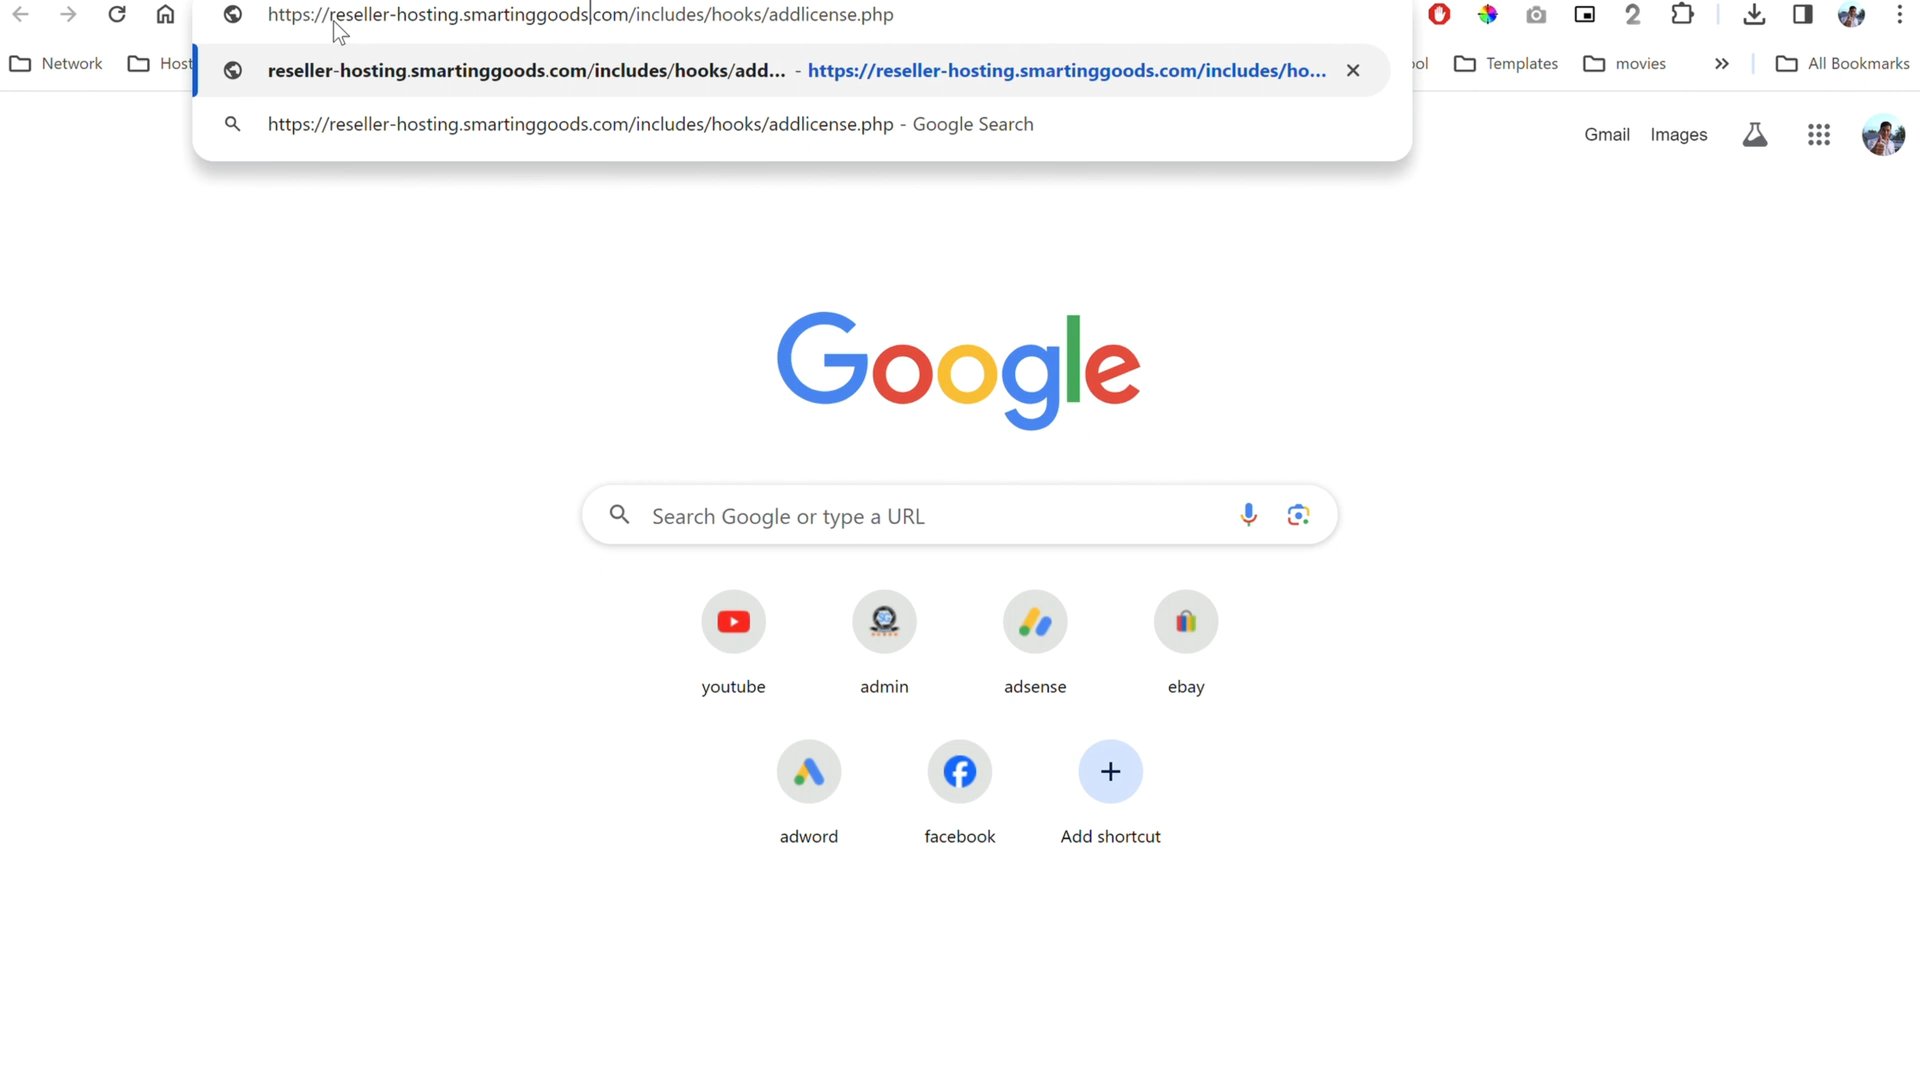 https://reseller-hosting.smartinggoods.com/includes/hooks/addlicense.php
Network
Host
reseller-hosting.smartinggoods.com/includes/hooks/add... - https://reseller-hosting.smartinggoods.com/includes/ho...
ool
Templates
movies
All Bookmarks
https://reseller-hosting.smartinggoods.com/includes/hooks/addlicense.php - Google Search
Gmail Images
Google
Search Google or type a URL
youtube
admin
adsense
ebay
adword
facebook
Add shortcut